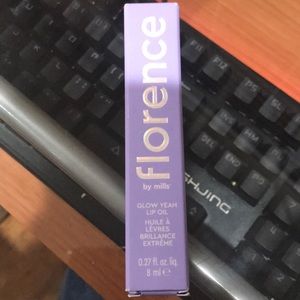 florence
by mills
GLOW YEAH
LIP OIL
HUILE À
LÈVRES
BRILLANCE
EXTRÊME
0.27 fl. oz. liq.
8 ml ℮